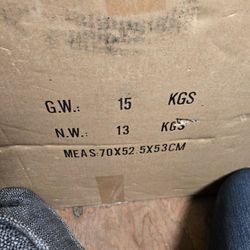 G.W.: 15 KGS
N.W.: 13 KGS
MEAS:70X52.5X53CM